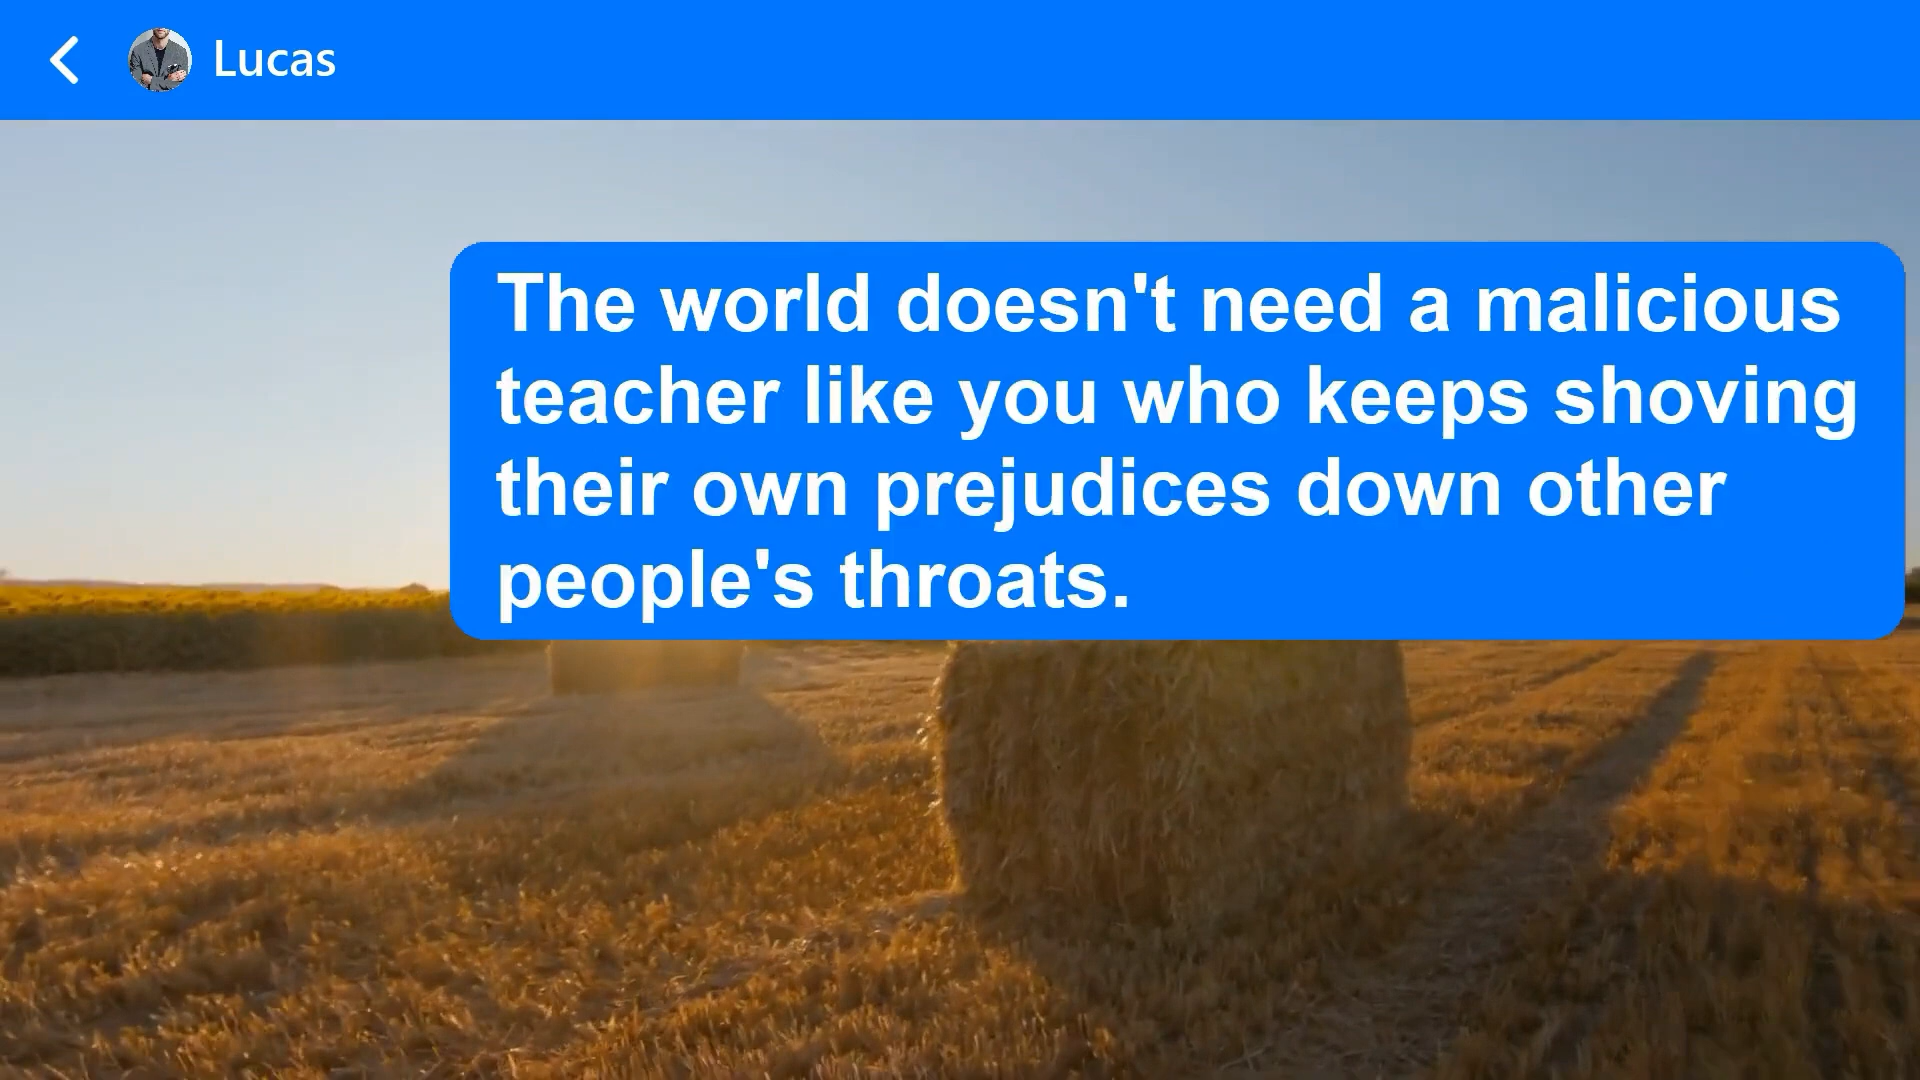 Lucas
The world doesn't need a malicious
teacher like you who keeps shoving
their own prejudices down other
people's throats.